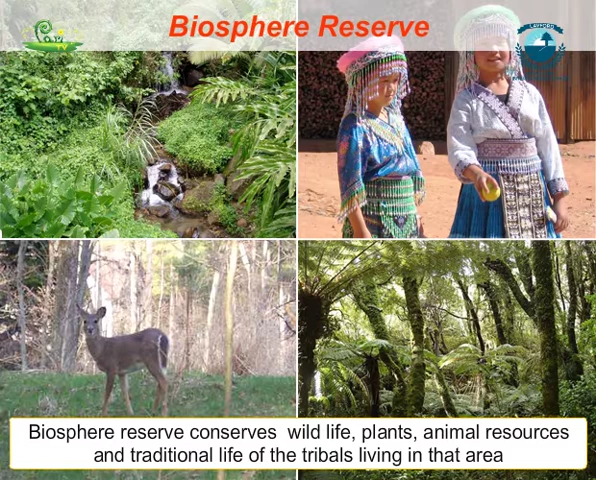 Biosphere Reserve
Biosphere reserve conserves  wild life, plants, animal resources
and traditional life of the tribals living in that area